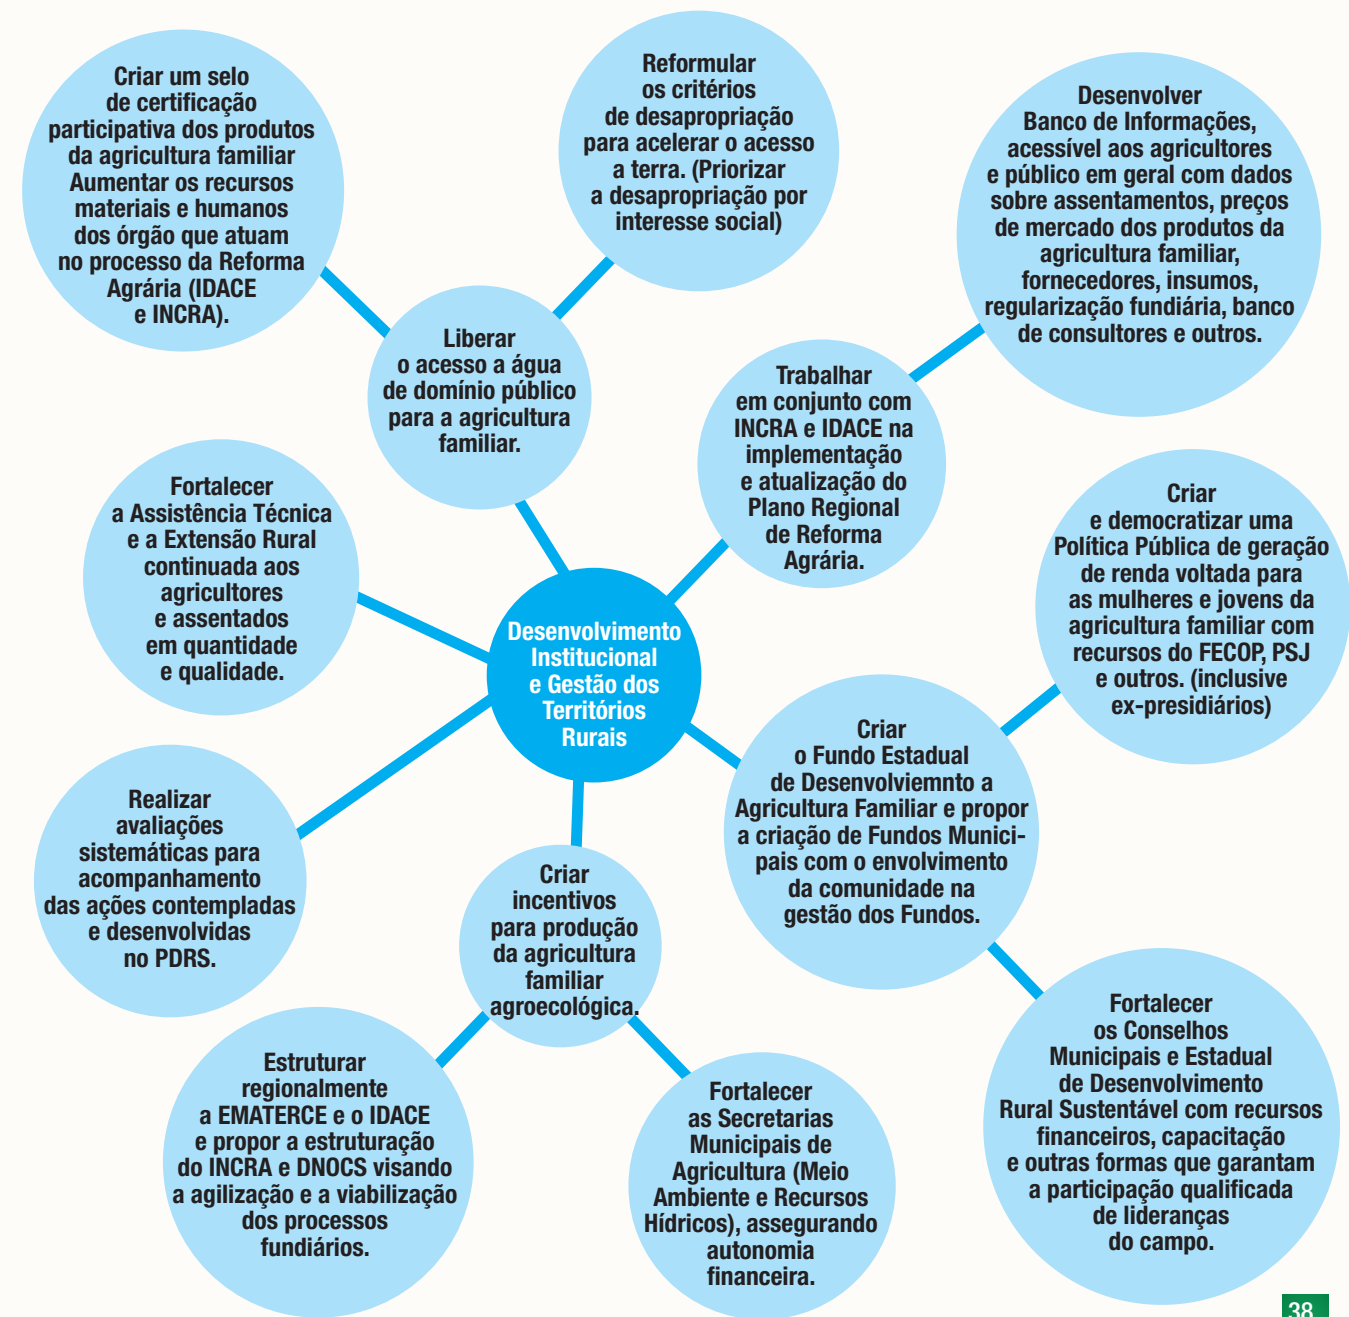 Criar um selo
de certificação
participativa dos produtos
da agricultura familiar
Aumentar os recursos
materiais e humanos
dos órgão que atuam
no processo da Reforma
Agrária (IDACE
e INCRA).
Reformular
os critérios
de desapropriação
para acelerar o acesso
a terra. (Priorizar
a desapropriação por
interesse social)
Desenvolver
Banco de Informações,
acessível aos agricultores
e público em geral com dados
sobre assentamentos, preços
de mercado dos produtos da
agricultura familiar,
fornecedores, insumos,
regularização fundiária, banco
de consultores e outros.
Liberar
o acesso a água
de domínio público
para a agricultura
familiar.
Trabalhar
em conjunto com
INCRA e IDACE na
implementação
e atualização do
Plano Regional
de Reforma
Agrária.
Fortalecer
a Assistência Técnica
e a Extensão Rural
continuada aos
agricultores
e assentados
em quantidade
e qualidade.
Criar
e democratizar uma
Política Pública de geração
de renda voltada para
as mulheres e jovens da
agricultura familiar com
recursos do FECOP, PSJ
e outros. (inclusive
ex-presidiários)
Desenvolvimento
Institucional
e Gestão dos
Territórios
Rurais
Criar
o Fundo Estadual
de Desenvolviemnto a
Agricultura Familiar e propor
a criação de Fundos Munici-
pais com o envolvimento
da comunidade na
gestão dos Fundos.
Realizar
avaliações
sistemáticas para
acompanhamento
das ações contempladas
e desenvolvidas
no PDRS.
Criar
incentivos
para produção
da agricultura
familiar
agroecológica.
Estruturar
regionalmente
a EMATERCE e o IDACE
e propor a estruturação
do INCRA e DNOCS visando
a agilização e a viabilização
dos processos
fundiários.
Fortalecer
as Secretarias
Municipais de
Agricultura (Meio
Ambiente e Recursos
Hídricos), assegurando
autonomia
financeira.
Fortalecer
os Conselhos
Municipais e Estadual
de Desenvolvimento
Rural Sustentável com recursos
financeiros, capacitação
e outras formas que garantam
a participação qualificada
de lideranças
do campo.
38